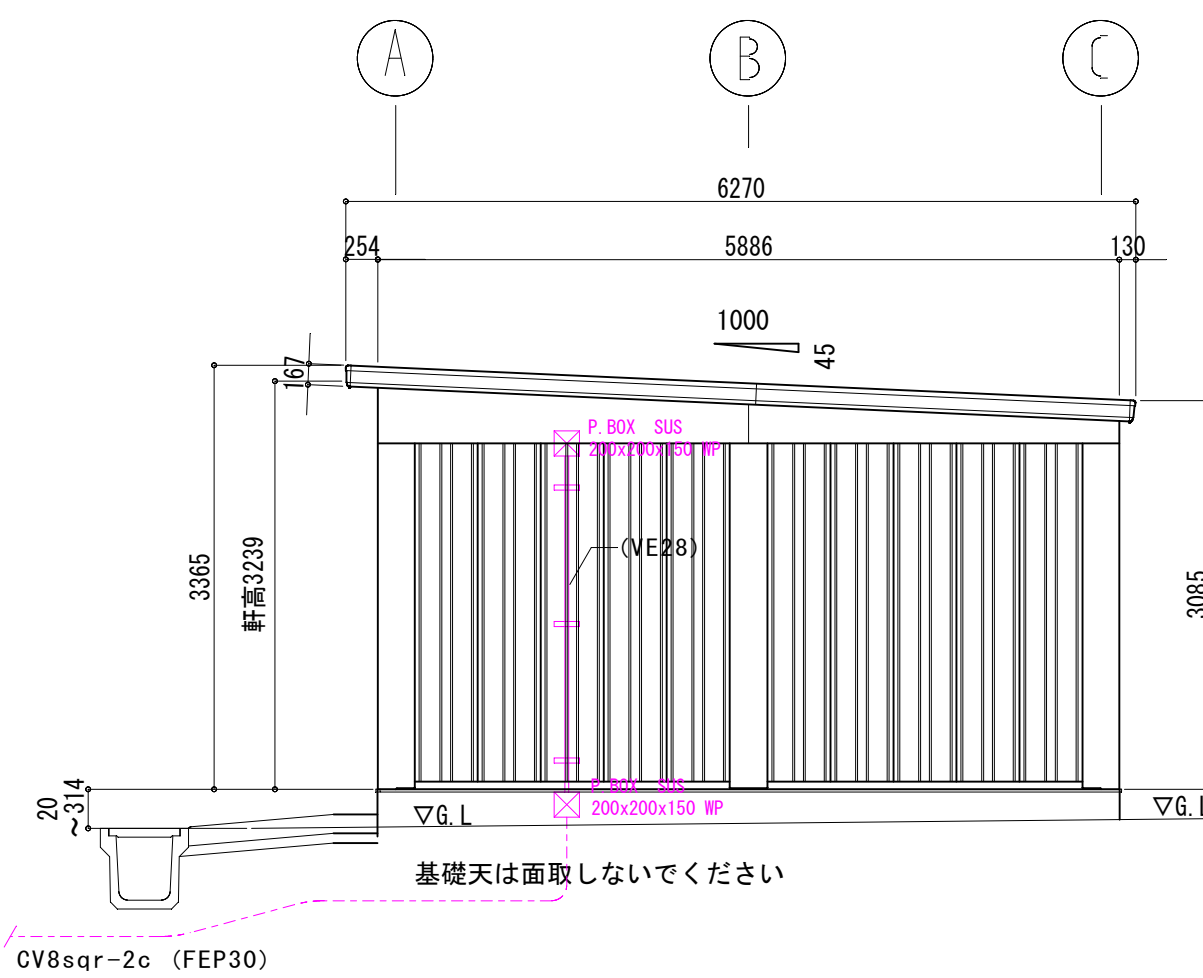 A
B
C
6270
254
5886
130
1000
45
167
P.BOX SUS
200x200x150 WP
(VE28)
3365
軒高3239
3085
20
~314
P.BOX SUS
200x200x150 WP
▽G.L
▽G.L
基礎天は面取しないでください
CV8sqr-2c (FEP30)